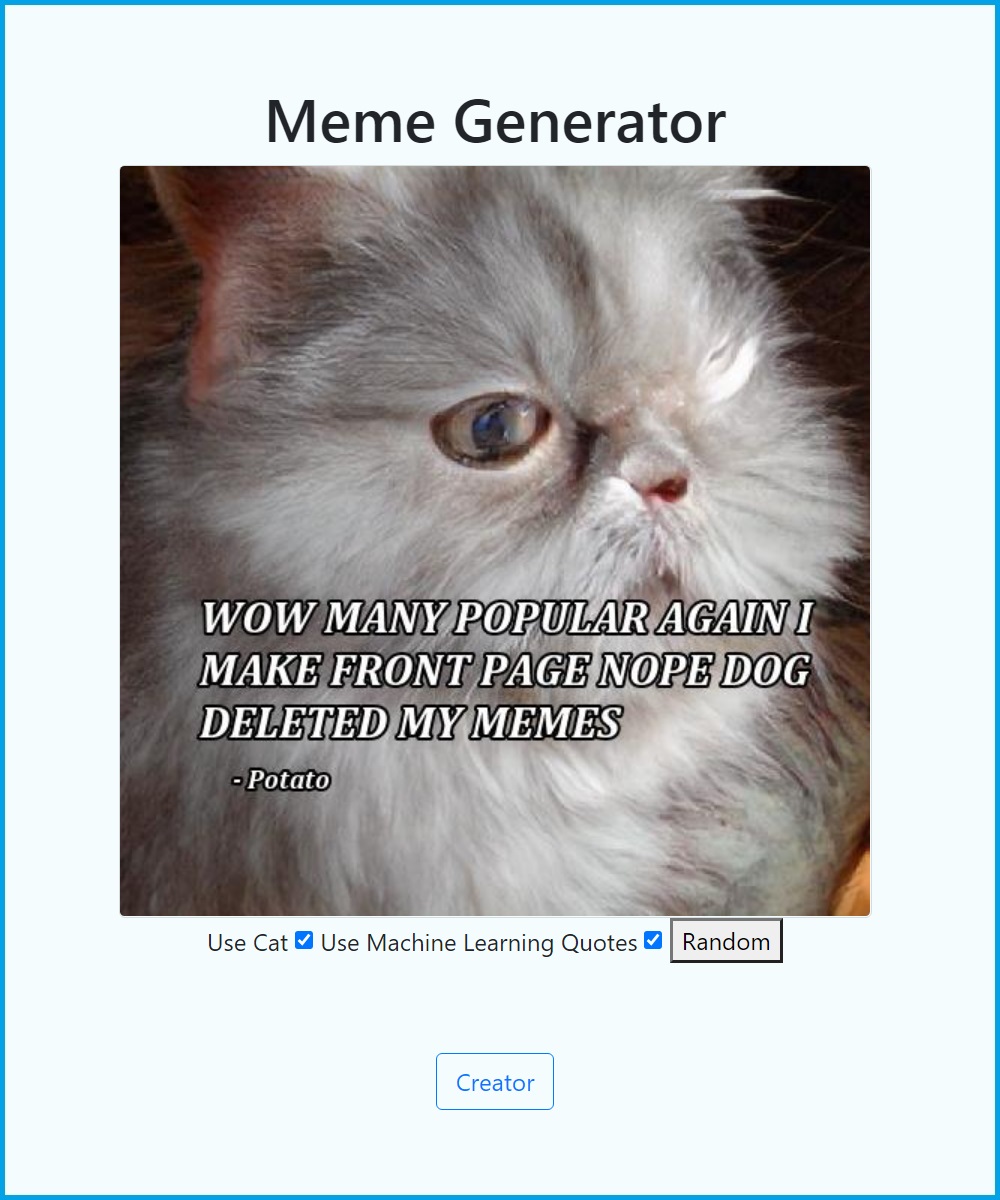 Meme Generator
WOW MANY POPULAR AGAIN I
MAKE FRONT PAGE NOPE DOG
DELETED MY MEMES
- Potato
Use Cat Use Machine Learning Quotes Random
Creator